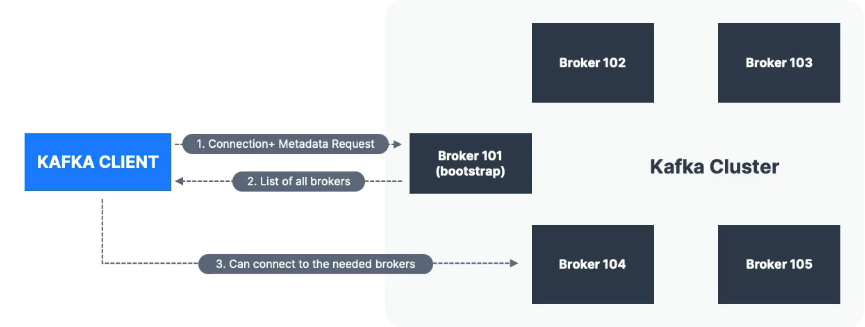 Broker 102
Broker 103
KAFKA CLIENT
1. Connection+ Metadata Request
2. List of all brokers
Broker 101
(bootstrap)
Kafka Cluster
3. Can connect to the needed brokers
Broker 104
Broker 105